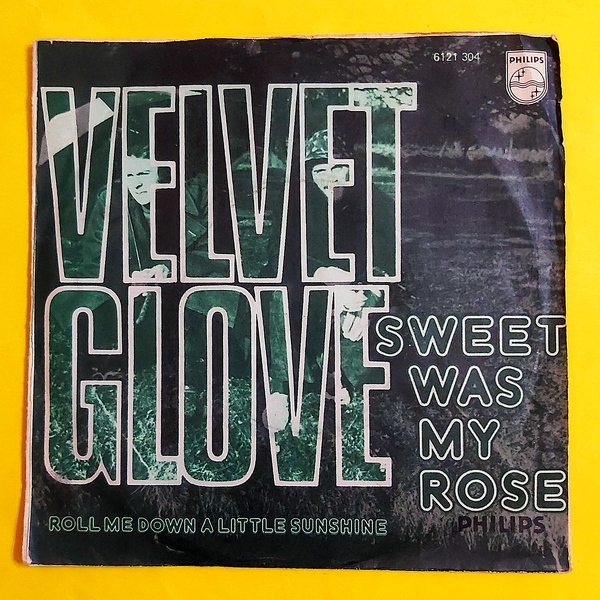 6121 304
PHILIPS
VELVET
GLOVE
SWEET
WAS
MY
ROSE
PHILIPS
ROLL ME DOWN A LITTLE SUNSHINE